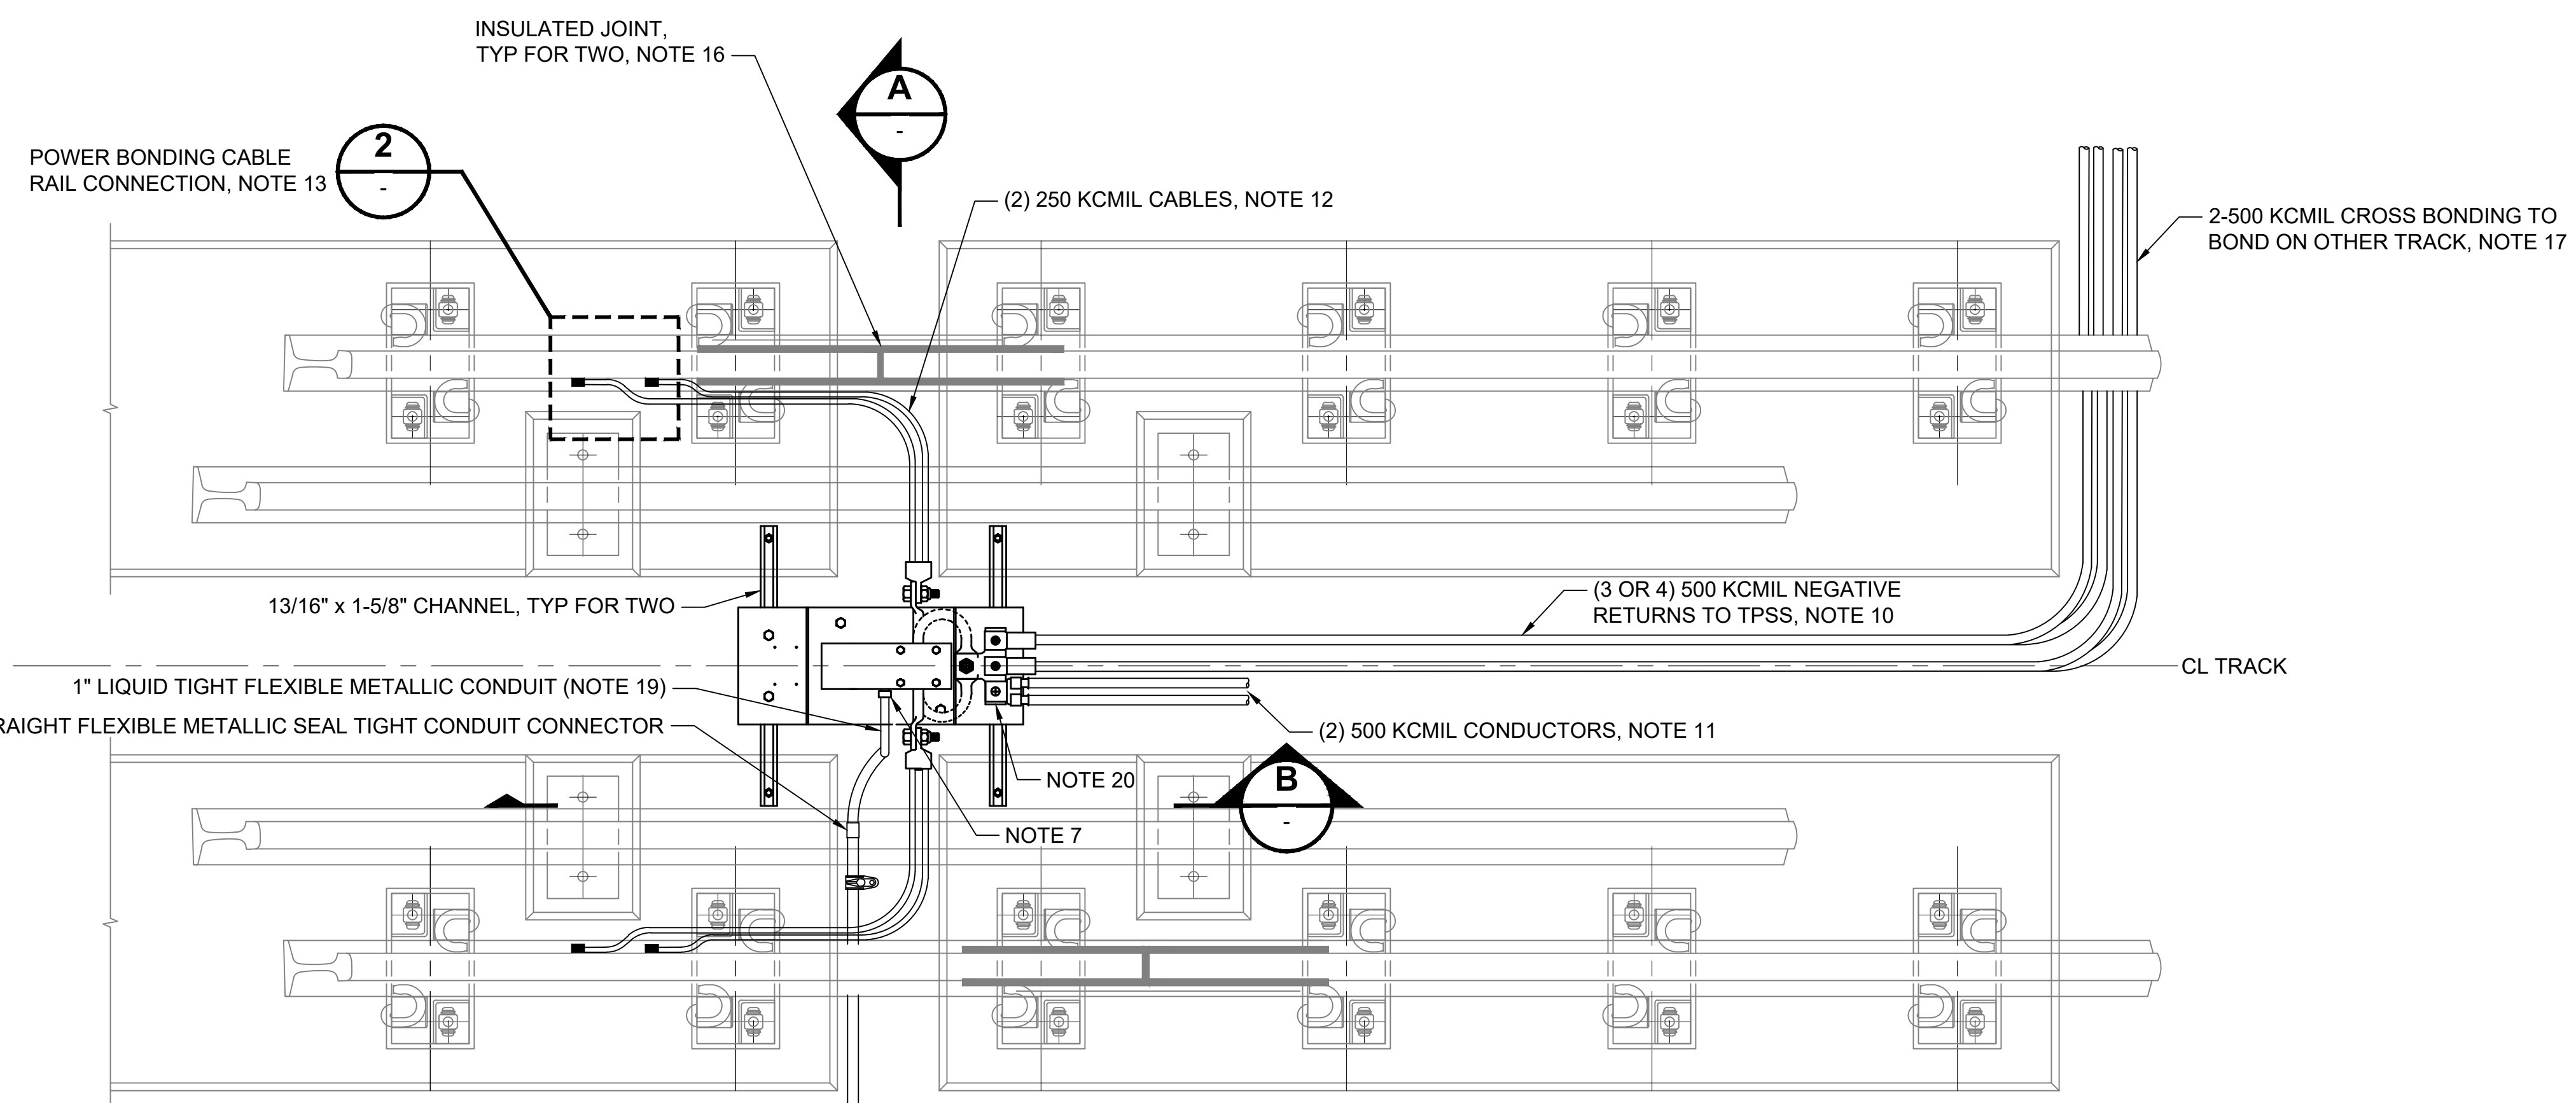 INSULATED JOINT,
TYP FOR TWO, NOTE 16
A
-
2
-
POWER BONDING CABLE
RAIL CONNECTION, NOTE 13
(2) 250 KCMIL CABLES, NOTE 12
2-500 KCMIL CROSS BONDING TO
BOND ON OTHER TRACK, NOTE 17
13/16" x 1-5/8" CHANNEL, TYP FOR TWO
(3 OR 4) 500 KCMIL NEGATIVE
RETURNS TO TPSS, NOTE 10
CL TRACK
1" LIQUID TIGHT FLEXIBLE METALLIC CONDUIT (NOTE 19)
RAIGHT FLEXIBLE METALLIC SEAL TIGHT CONDUIT CONNECTOR
(2) 500 KCMIL CONDUCTORS, NOTE 11
NOTE 20
B
-
NOTE 7